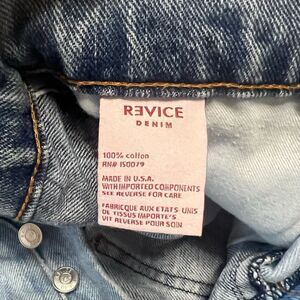 RƎVICE
DENIM
100% cotton
RN# 150079
MADE IN U.S.A.
WITH IMPORTED COMPONENTS
SEE REVERSE FOR CARE
FABRIQUE AUX ETATS-UNIS
DE TISSUS IMPORTE'S
VIT REVERSE POUR SOIN